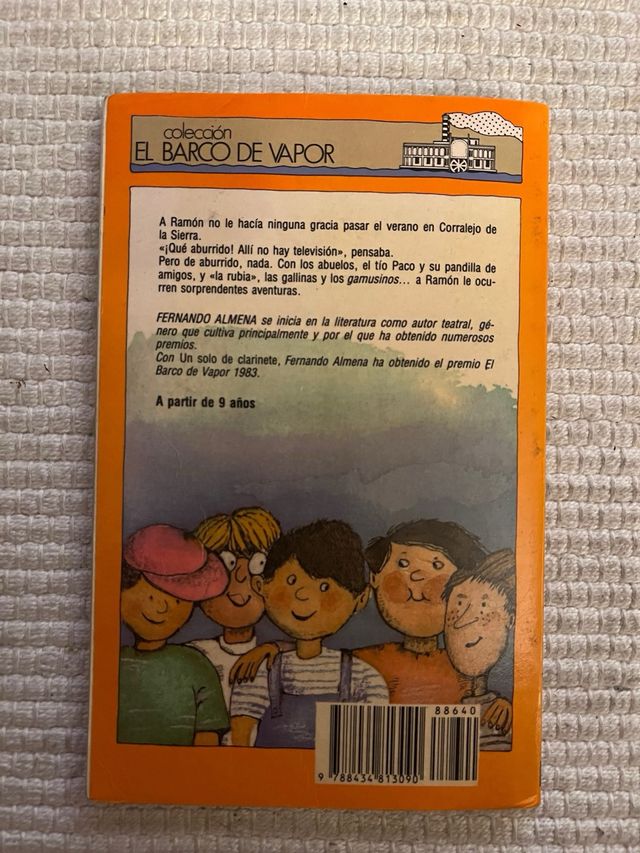 colección
EL BARCO DE VAPOR
A Ramón no le hacía ninguna gracia pasar el verano en Corralejo de
la Sierra.
«¡Qué aburrido! Allí no hay televisión», pensaba.
Pero de aburrido, nada. Con los abuelos, el tío Paco y su pandilla de
amigos, y «la rubia», las gallinas y los gamusinos... a Ramón le ocu-
rren sorprendentes aventuras.
FERNANDO ALMENA se inicia en la literatura como autor teatral, gé-
nero que cultiva principalmente y por el que ha obtenido numerosos
premios.
Con Un solo de clarinete, Fernando Almena ha obtenido el premio El
Barco de Vapor 1983.
A partir de 9 años
88640
9 788434 813090